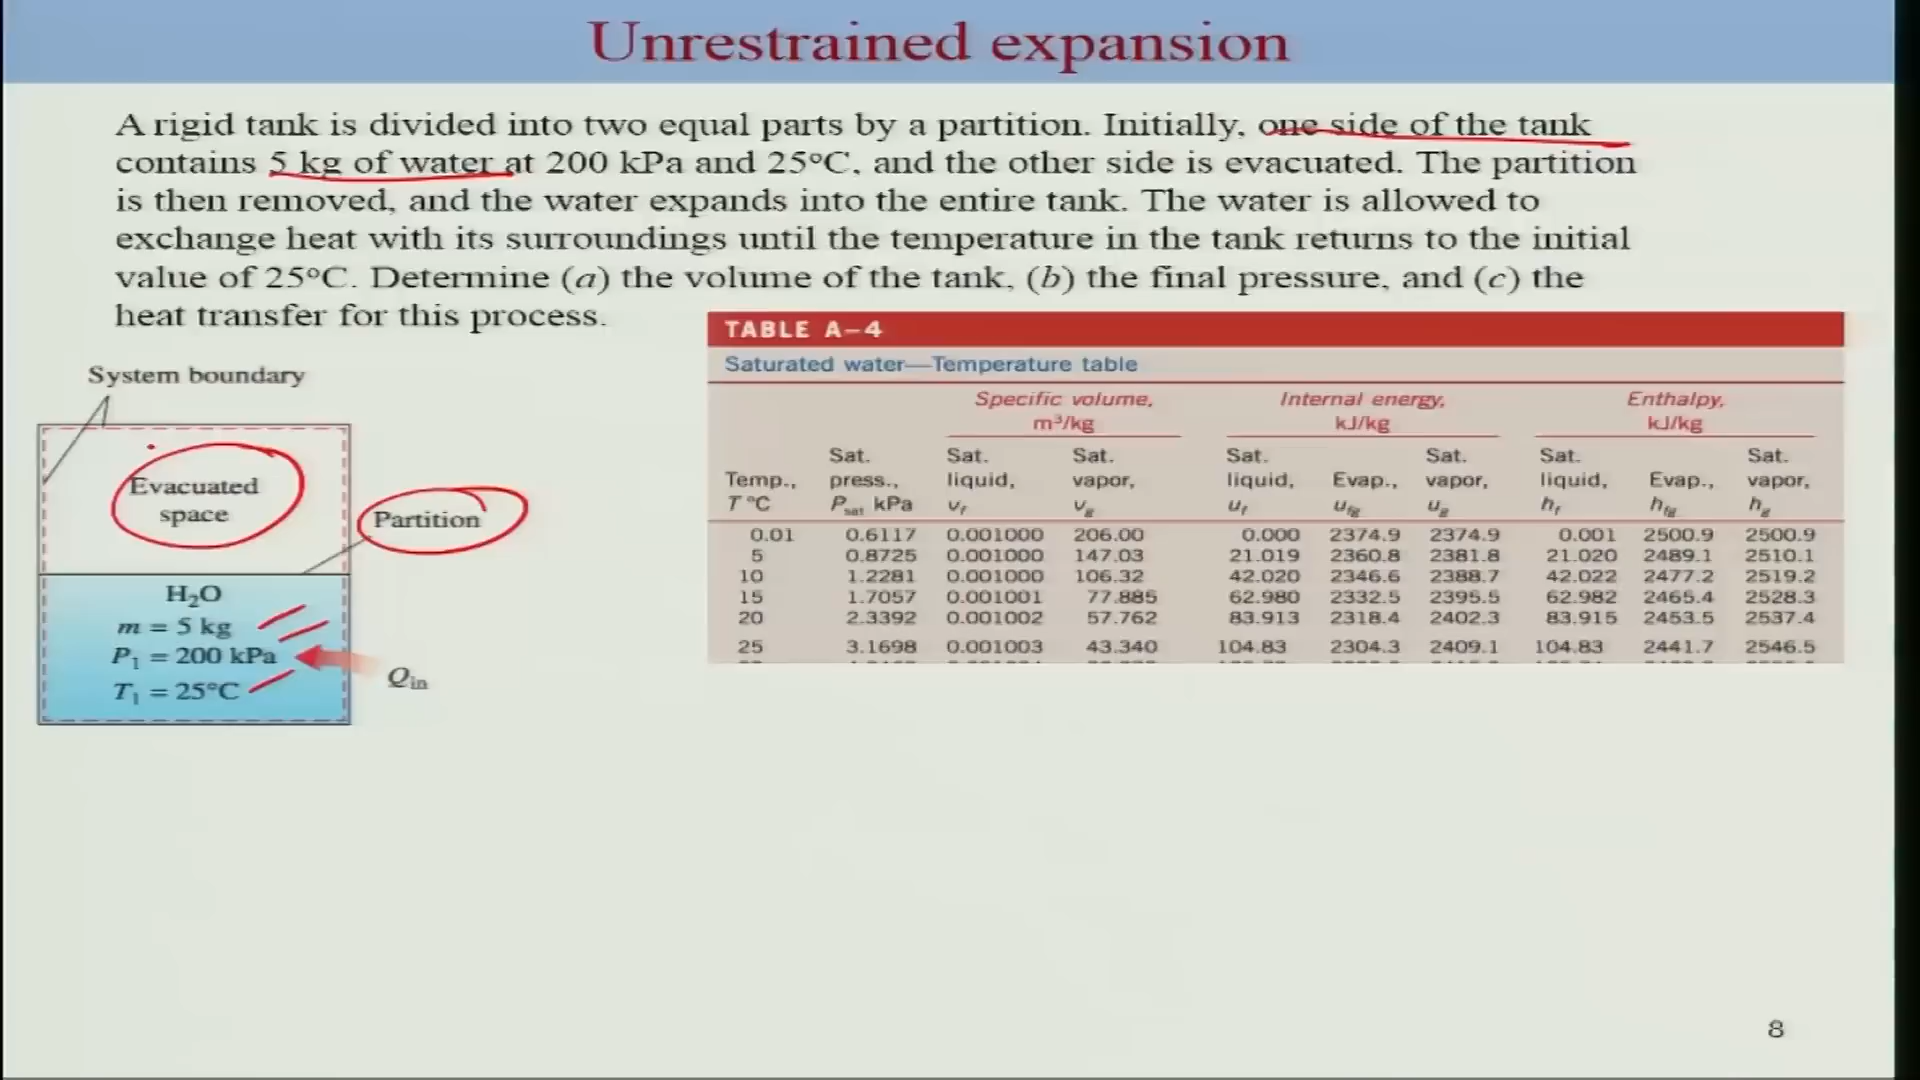 Unrestrained expansion
A rigid tank is divided into two equal parts by a partition. Initially, one side of the tank
contains 5 kg of water at 200 kPa and 25°C, and the other side is evacuated. The partition
is then removed, and the water expands into the entire tank. The water is allowed to
exchange heat with its surroundings until the temperature in the tank returns to the initial
value of 25°C. Determine (a) the volume of the tank, (b) the final pressure, and (c) the
heat transfer for this process.
System boundary
Evacuated
space
Partition
H₂O
m = 5 kg
P₁ = 200 kPa
T₁ = 25°C
Qin
TABLE A–4
Saturated water—Temperature table
Specific volume, Internal energy, Enthalpy,
m³/kg kJ/kg kJ/kg
Sat. Sat. Sat. Sat. Sat. Sat. Sat.
Temp., press., liquid, vapor, liquid, Evap., vapor, liquid, Evap., vapor,
T °C Psat kPa vf vg uf ufg ug hf hfg hg
0.01 0.6117 0.001000 206.00 0.000 2374.9 2374.9 0.001 2500.9 2500.9
5 0.8725 0.001000 147.03 21.019 2360.8 2381.8 21.020 2489.1 2510.1
10 1.2281 0.001000 106.32 42.020 2346.6 2388.7 42.022 2477.2 2519.2
15 1.7057 0.001001 77.885 62.980 2332.5 2395.5 62.982 2465.4 2528.3
20 2.3392 0.001002 57.762 83.913 2318.4 2402.3 83.915 2453.5 2537.4
25 3.1698 0.001003 43.340 104.83 2304.3 2409.1 104.83 2441.7 2546.5
8